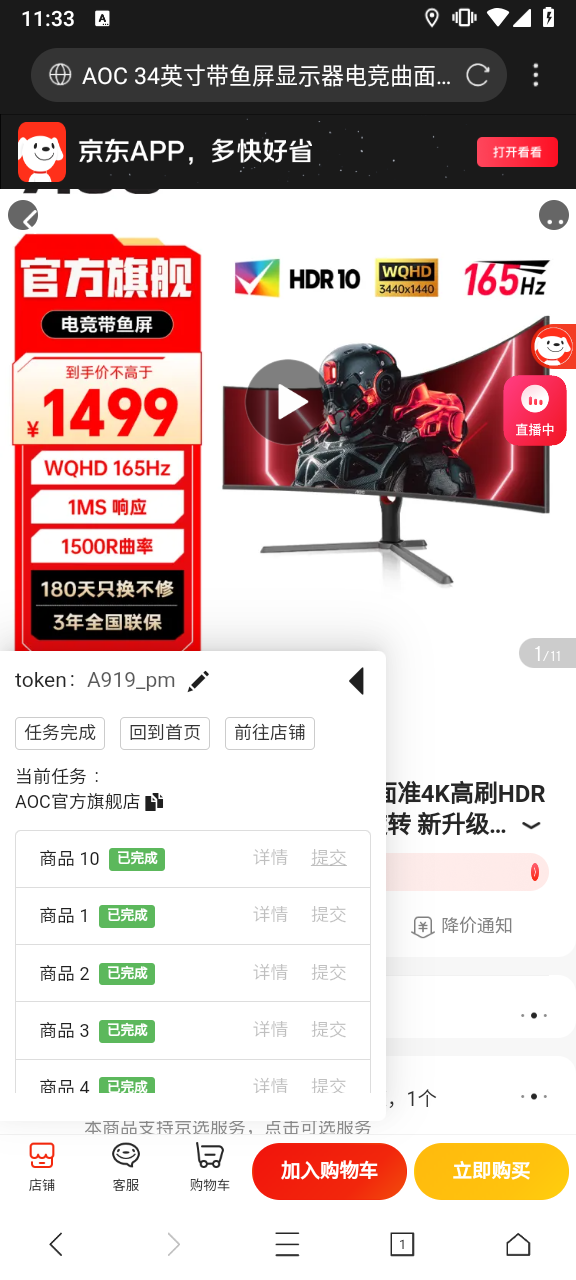 11:33
A
AOC 34英寸带鱼屏显示器电竞曲面...
京东APP，多快好省
打开看看
官方旗舰
电竞带鱼屏
到手价不高于
¥1499
WQHD 165Hz
1MS 响应
1500R曲率
180天只换不修
3年全国联保
HDR 10
WQHD
3440x1440
165Hz
直播中
1/11
token：A919_pm
任务完成
回到首页
前往店铺
当前任务：
AOC官方旗舰店
商品 10 已完成 详情 提交
商品 1 已完成 详情 提交
商品 2 已完成 详情 提交
商品 3 已完成 详情 提交
商品 4 已完成 详情 提交
面准4K高刷HDR
转 新升级...
降价通知
，1个
本商品支持京选服务，点击可选服务
店铺
客服
购物车
加入购物车
立即购买
1